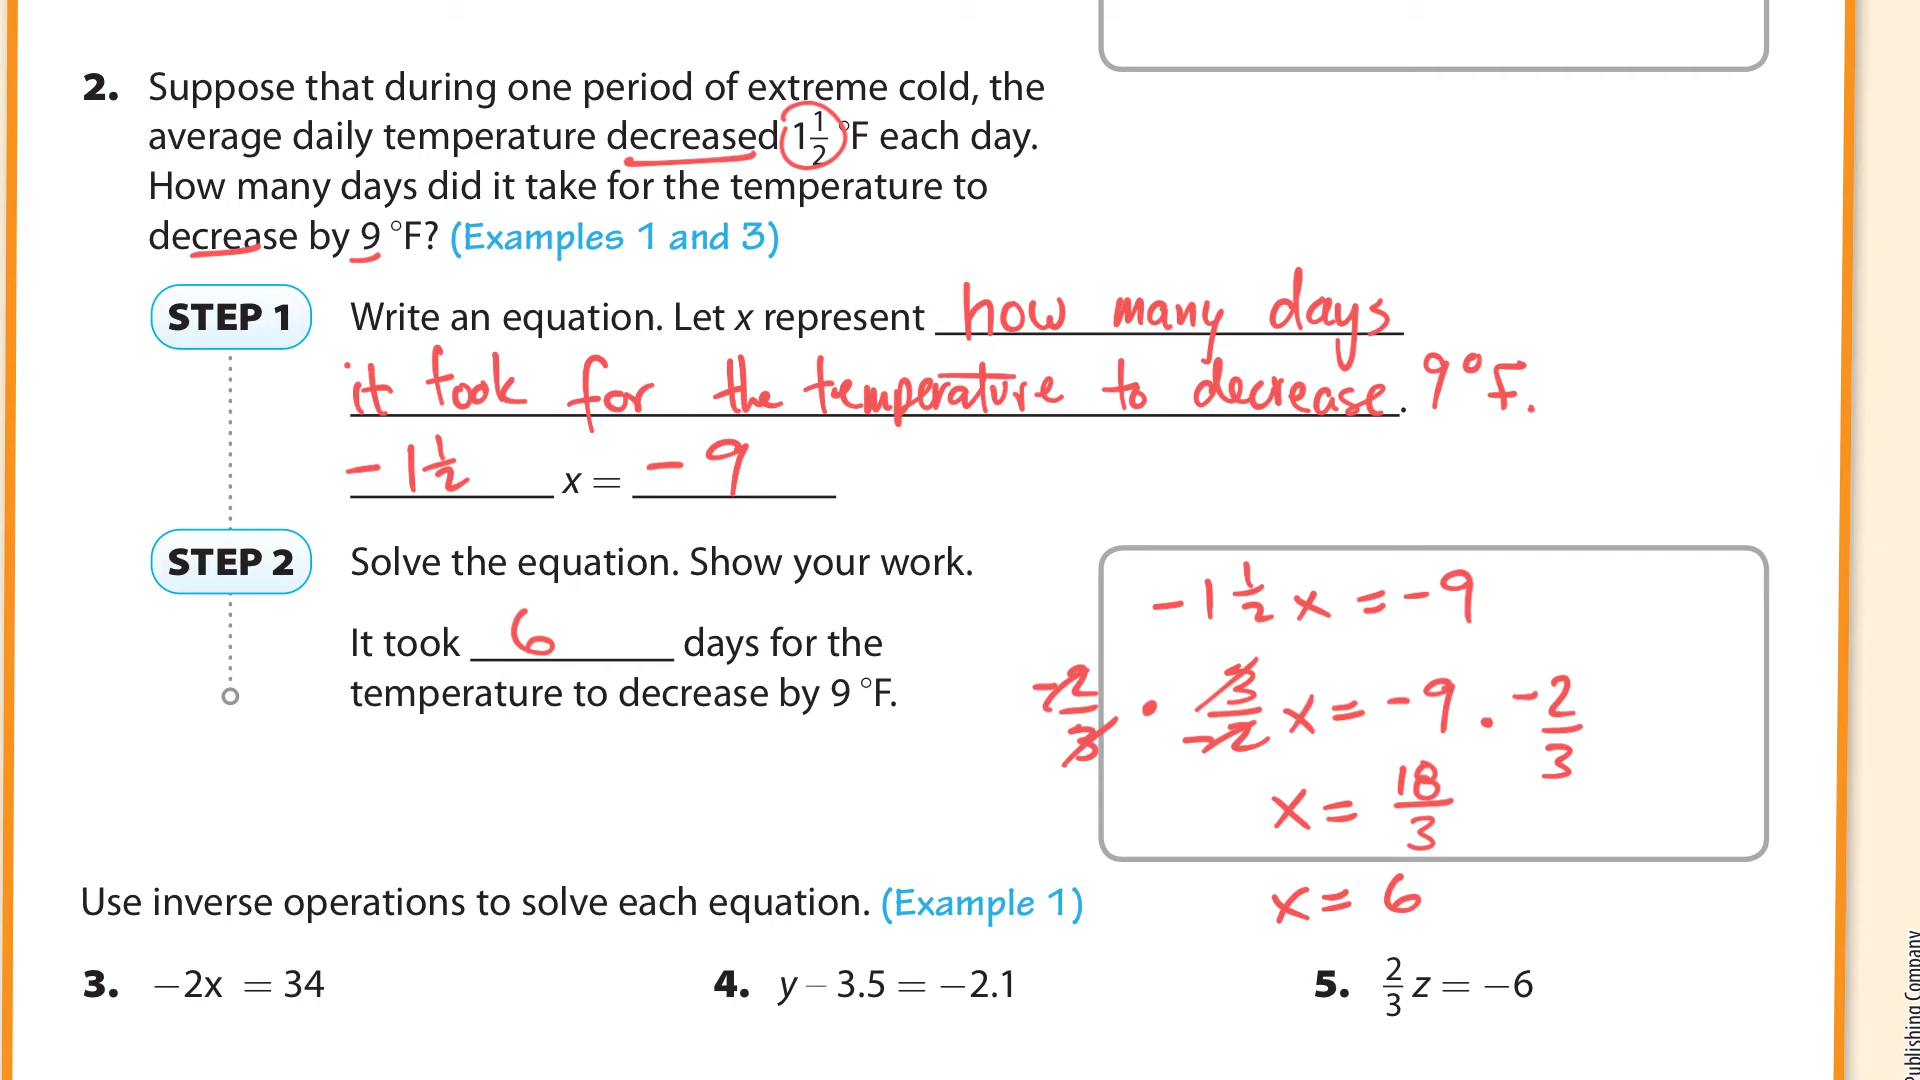 2. Suppose that during one period of extreme cold, the
average daily temperature decreased 1 1/2 °F each day.
How many days did it take for the temperature to
decrease by 9 °F? (Examples 1 and 3)
STEP 1 Write an equation. Let x represent how many days
it took for the temperature to decrease. 9°F.
-1 1/2 x = -9
STEP 2 Solve the equation. Show your work.
It took 6 days for the
temperature to decrease by 9 °F.
-1 1/2 x = -9
-2/3 · 3/-2 x = -9 · -2/3
x = 18/3
x = 6
Use inverse operations to solve each equation. (Example 1)
3. −2x = 34
4. y − 3.5 = −2.1
5. 2/3 z = −6
Publishing Company